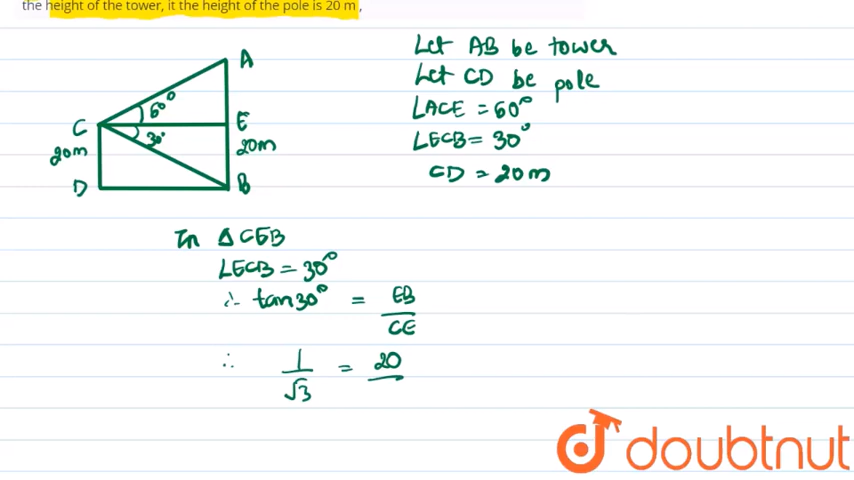 the height of the tower, it the height of the pole is 20 m ,
A
60°
C
E
30°
20m
20m
D
B
Let AB be tower
Let CD be pole
∠ACE = 60°
∠ECB = 30°
CD = 20m
In △CEB
∠ECB = 30°
∴ tan30° = EB
CE
∴ 1 = 20
√3
doubtnut